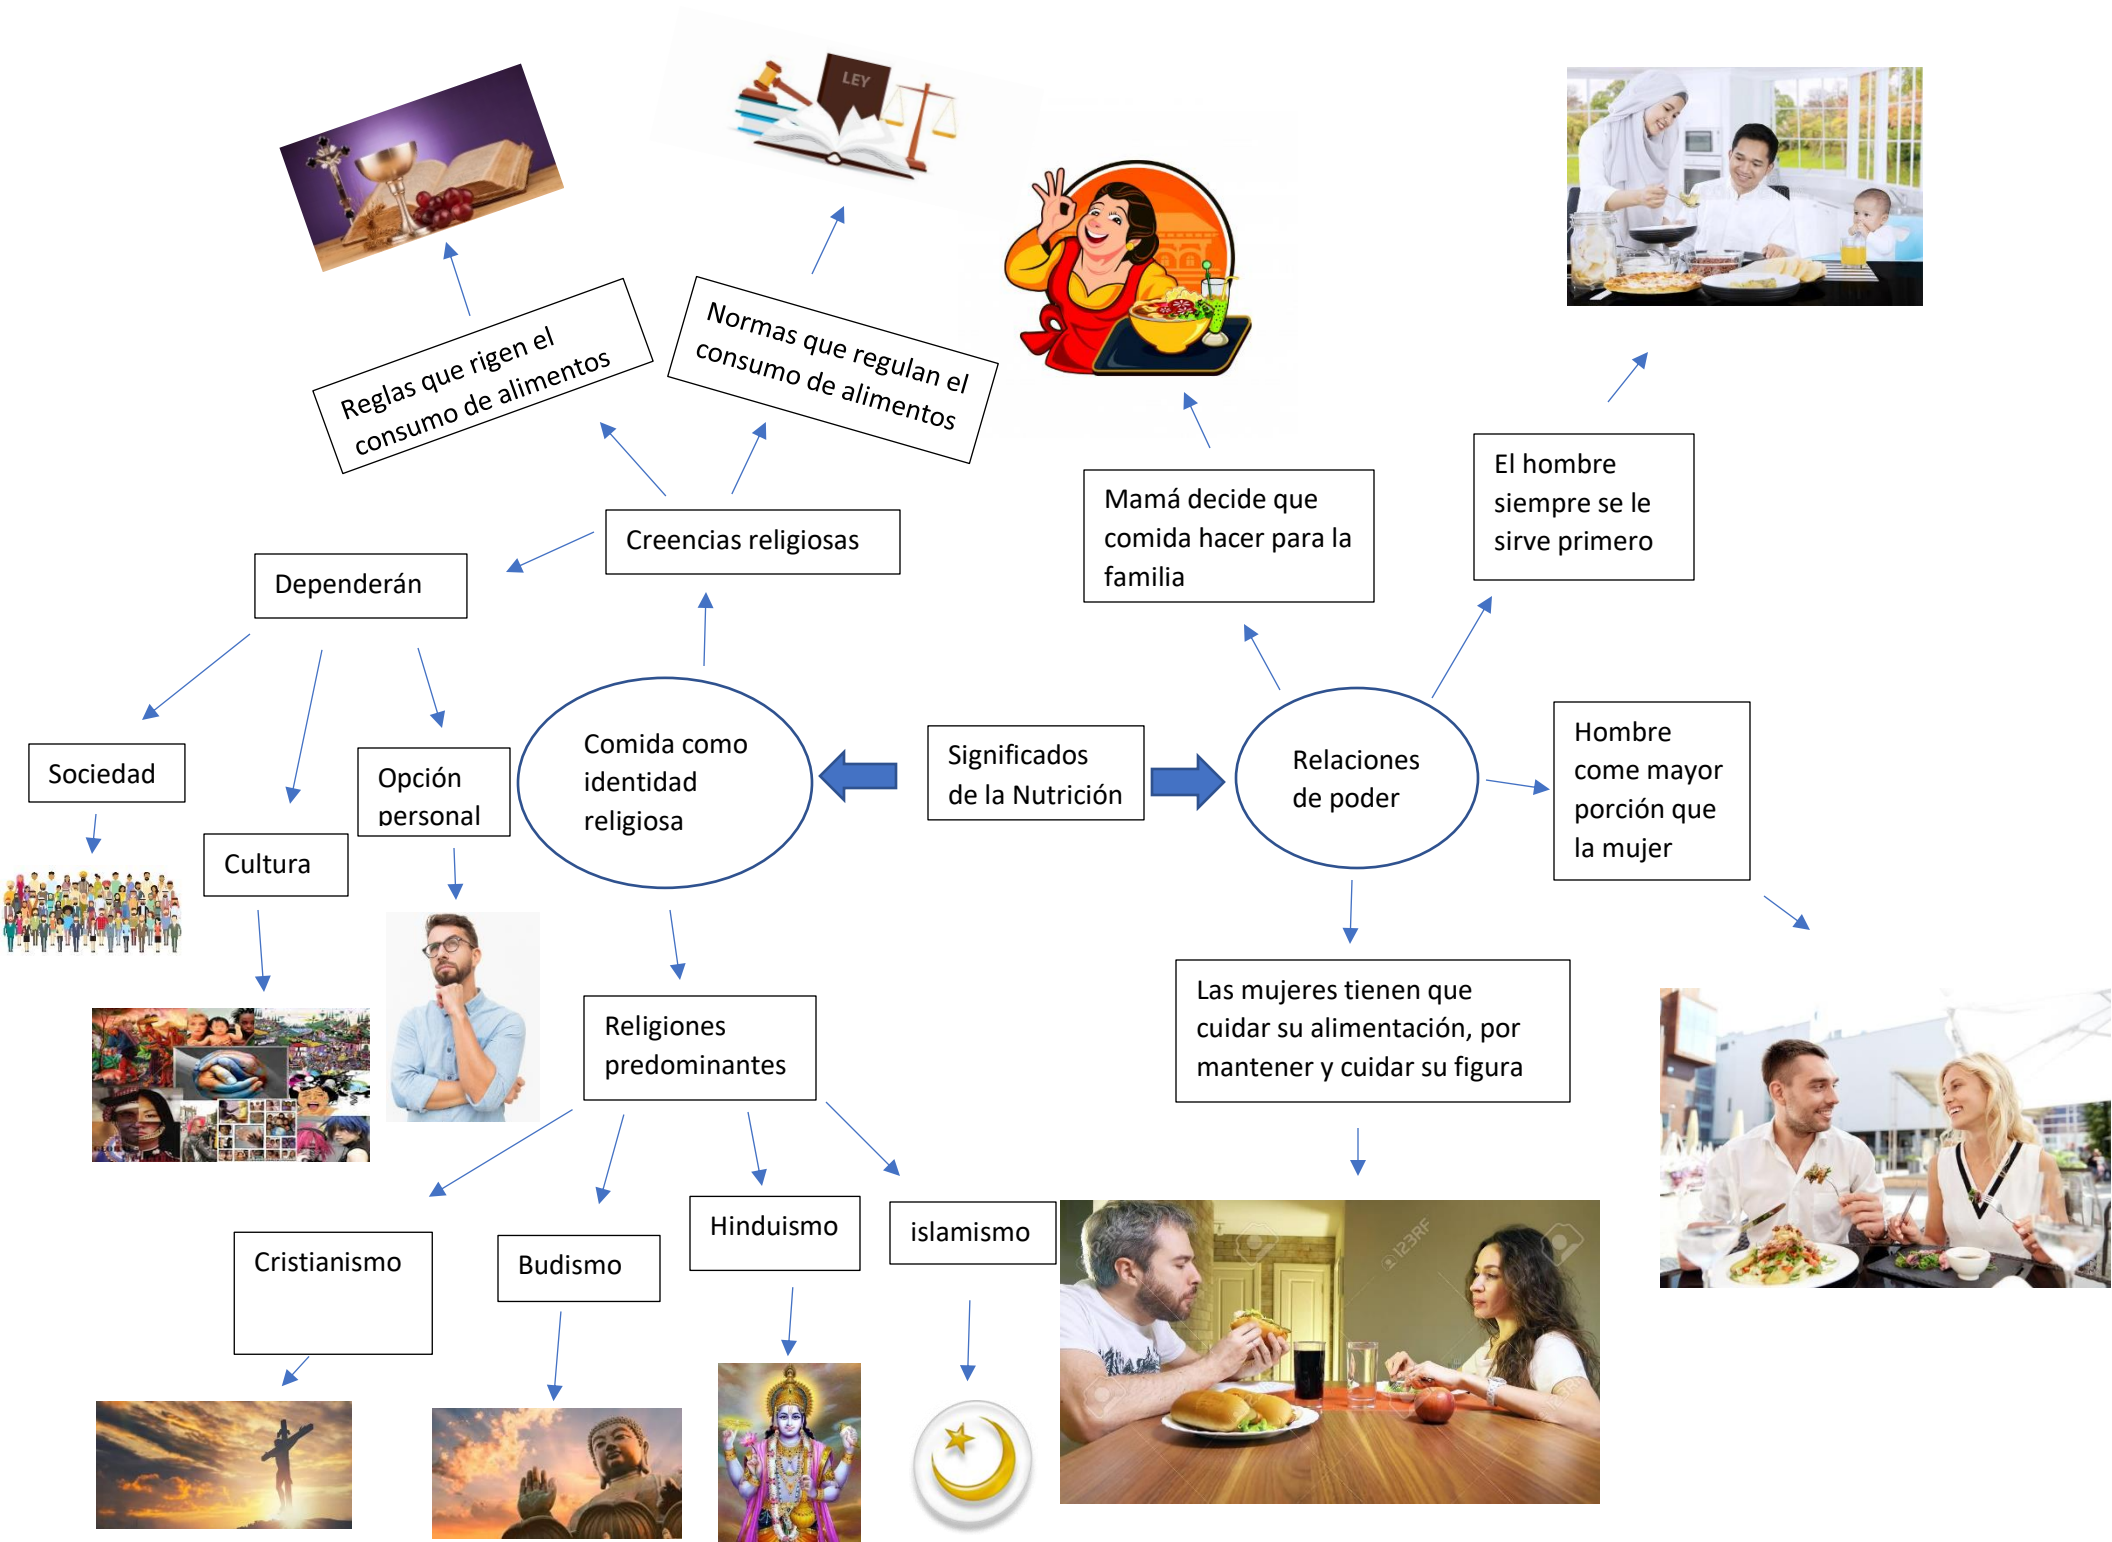 LEY
Reglas que rigen el
consumo de alimentos
Normas que regulan el
consumo de alimentos
Mamá decide que
comida hacer para la
familia
El hombre
siempre se le
sirve primero
Creencias religiosas
Dependerán
Sociedad
Cultura
Opción
personal
Comida como
identidad
religiosa
Significados
de la Nutrición
Relaciones
de poder
Hombre
come mayor
porción que
la mujer
Religiones
predominantes
Las mujeres tienen que
cuidar su alimentación, por
mantener y cuidar su figura
Cristianismo
Budismo
Hinduismo
islamismo
123RF
123RF